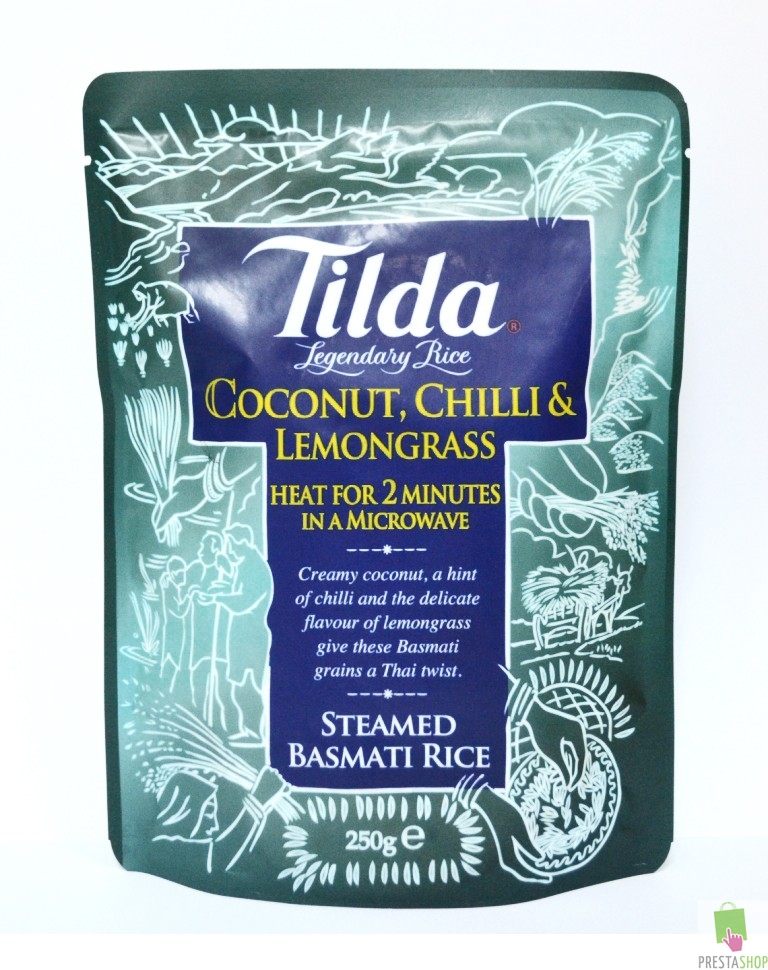 Tilda®
Legendary Rice
COCONUT, CHILLI &
LEMONGRASS
HEAT FOR 2 MINUTES
IN A MICROWAVE
Creamy coconut, a hint
of chilli and the delicate
flavour of lemongrass
give these Basmati
grains a Thai twist.
STEAMED
BASMATI RICE
250g ℮
PRESTASHOP